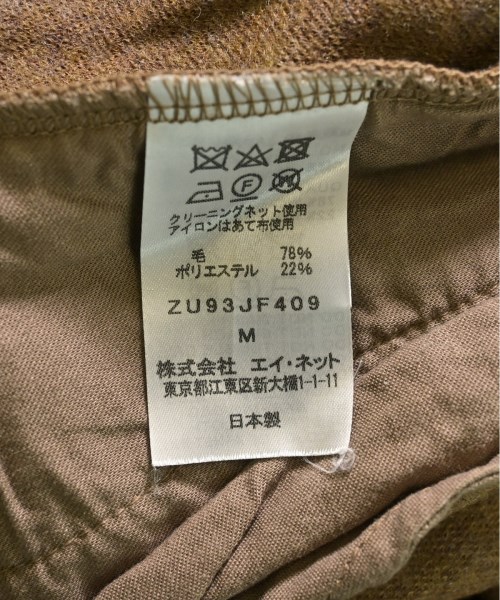 F W
クリーニングネット使用
アイロンはあて布使用
毛 78%
ポリエステル 22%
ZU93JF409
M
株式会社 エイ・ネット
東京都江東区新大橋1-1-11
日本製